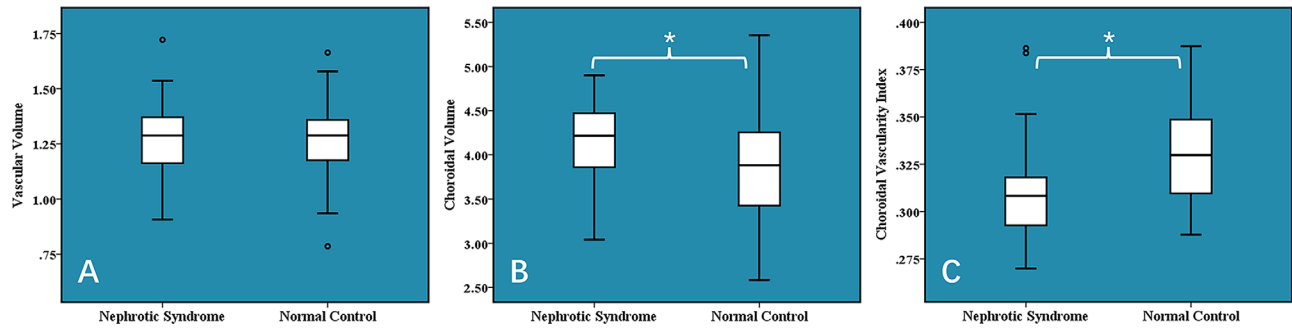 Vascular Volume
1.75
1.50
1.25
1.00
.75
A
Nephrotic Syndrome
Normal Control
Choroidal Volume
5.50
5.00
4.50
4.00
3.50
3.00
2.50
*
B
Nephrotic Syndrome
Normal Control
Choroidal Vascularity Index
.400
.375
.350
.325
.300
.275
*
C
Nephrotic Syndrome
Normal Control